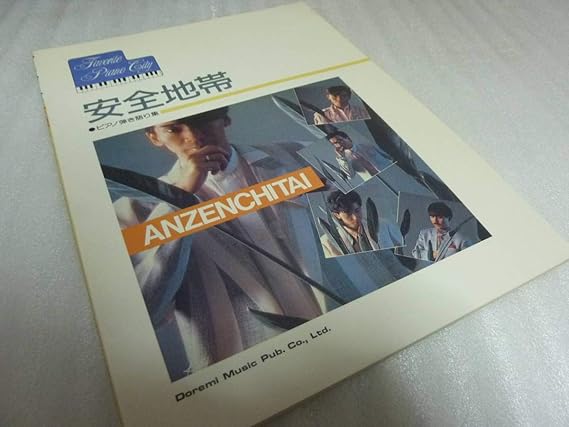 Favorite
Piano City
安全地帯
●ピアノ弾き語り集
ANZENCHITAI
Doremi Music Pub. Co., Ltd.